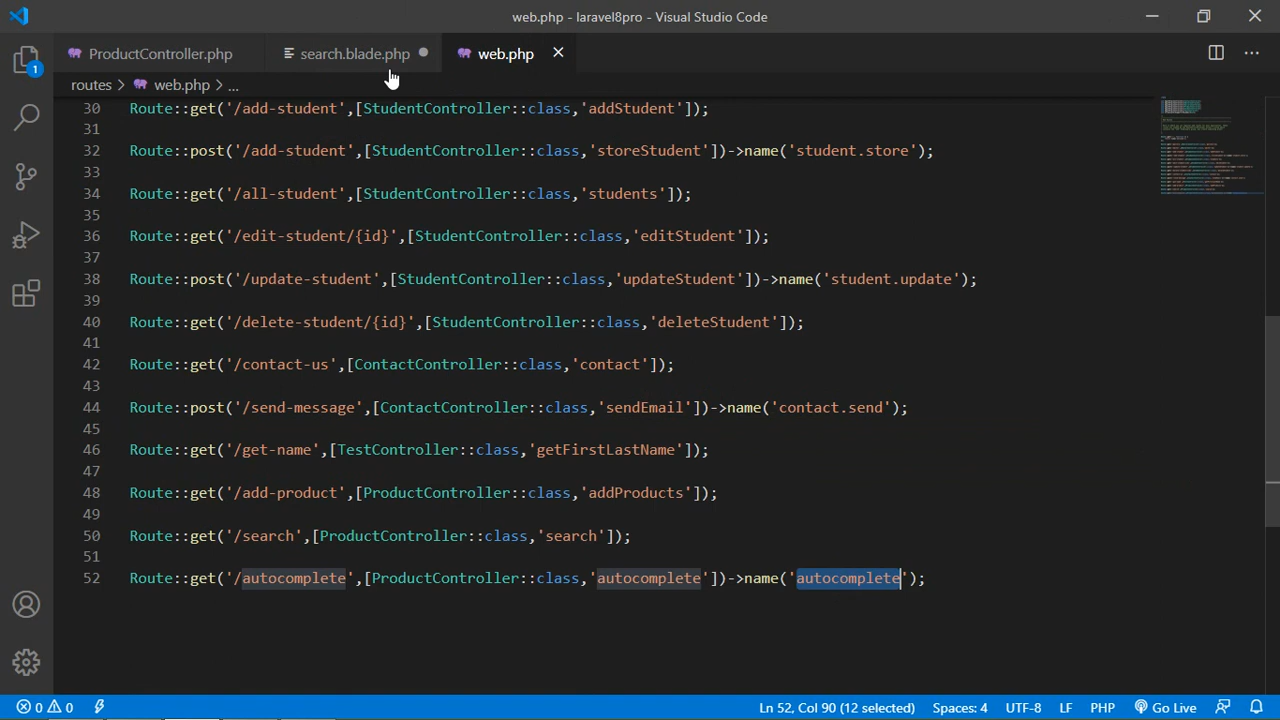 web.php - laravel8pro - Visual Studio Code
ProductController.php
search.blade.php
web.php
routes > web.php > ...
1
30 Route::get('/add-student',[StudentController::class,'addStudent']);
31
32 Route::post('/add-student',[StudentController::class,'storeStudent'])->name('student.store');
33
34 Route::get('/all-student',[StudentController::class,'students']);
35
36 Route::get('/edit-student/{id}',[StudentController::class,'editStudent']);
37
38 Route::post('/update-student',[StudentController::class,'updateStudent'])->name('student.update');
39
40 Route::get('/delete-student/{id}',[StudentController::class,'deleteStudent']);
41
42 Route::get('/contact-us',[ContactController::class,'contact']);
43
44 Route::post('/send-message',[ContactController::class,'sendEmail'])->name('contact.send');
45
46 Route::get('/get-name',[TestController::class,'getFirstLastName']);
47
48 Route::get('/add-product',[ProductController::class,'addProducts']);
49
50 Route::get('/search',[ProductController::class,'search']);
51
52 Route::get('/autocomplete',[ProductController::class,'autocomplete'])->name('autocomplete');
0 0 Ln 52, Col 90 (12 selected) Spaces: 4 UTF-8 LF PHP Go Live